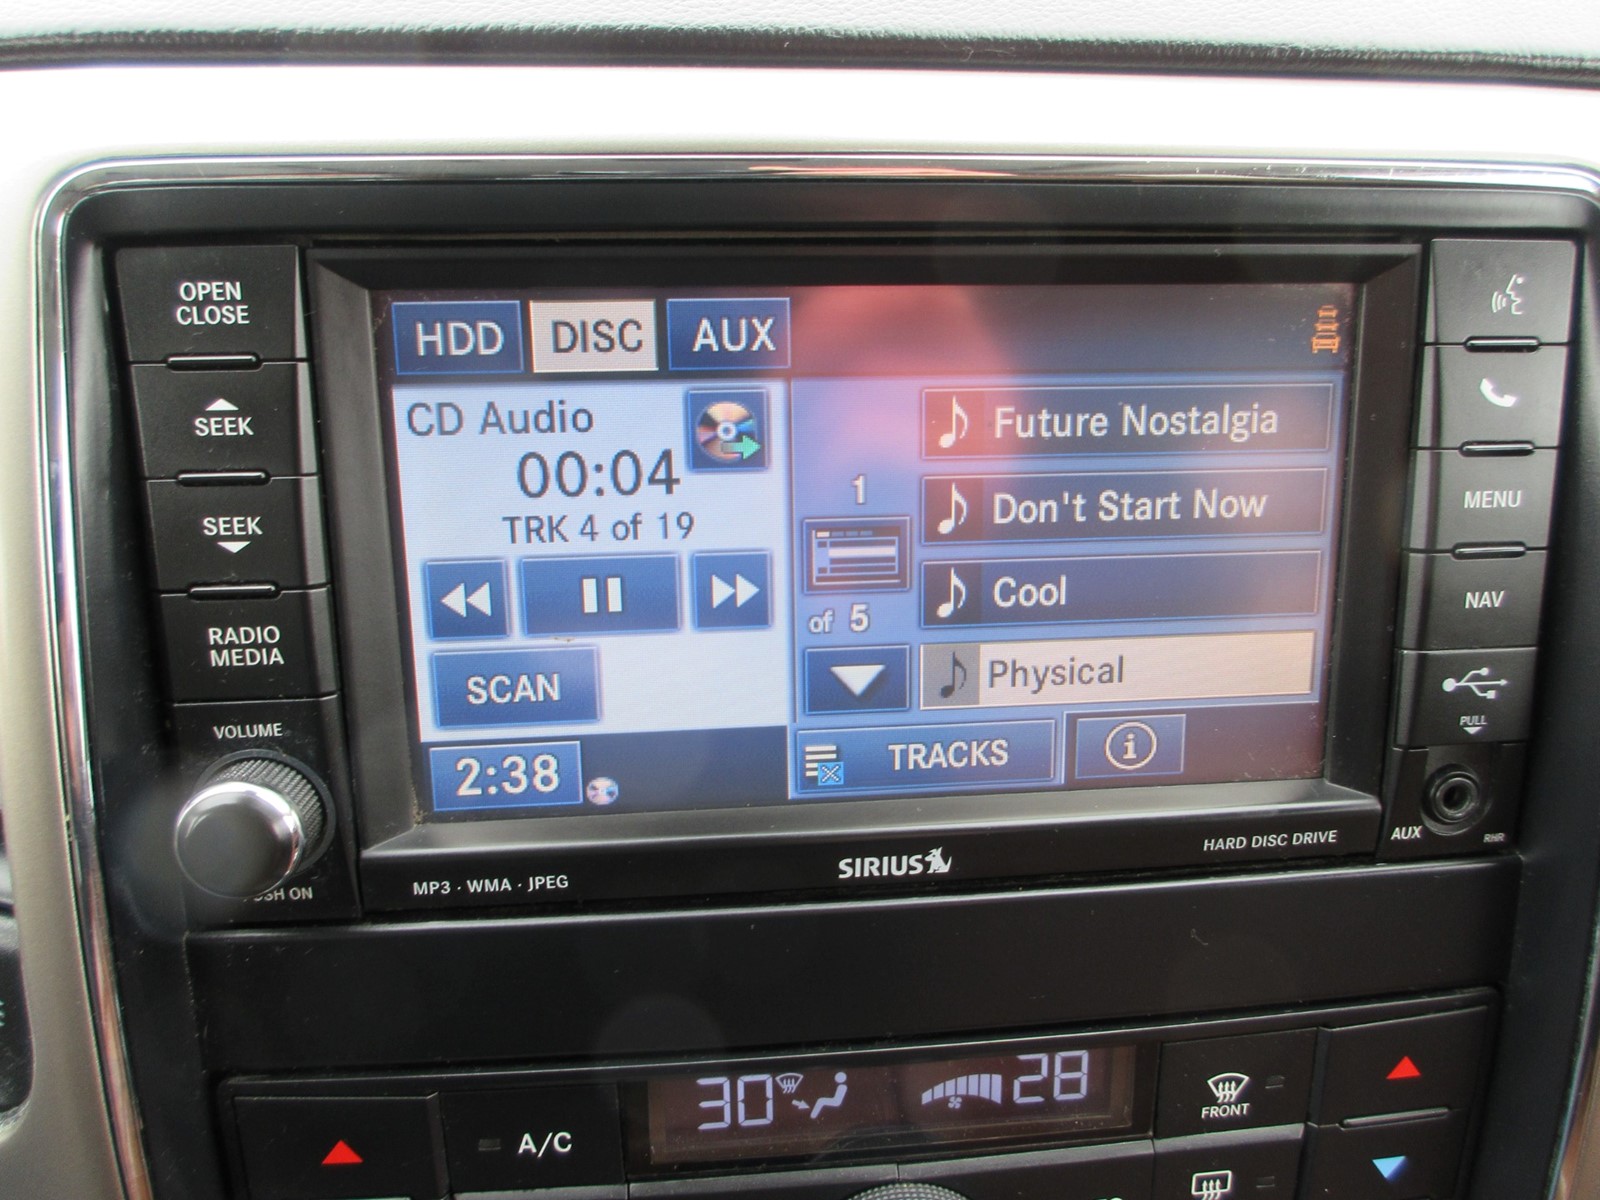 OPEN
CLOSE
SEEK
SEEK
RADIO
MEDIA
VOLUME
HDD DISC AUX
CD Audio
00:04
TRK 4 of 19
SCAN
2:38
1
of 5
Future Nostalgia
Don't Start Now
Cool
Physical
TRACKS
i
MENU
NAV
PULL
AUX
RHR
SH ON
MP3 · WMA · JPEG
SIRIUS
HARD DISC DRIVE
A/C
30
28
FRONT